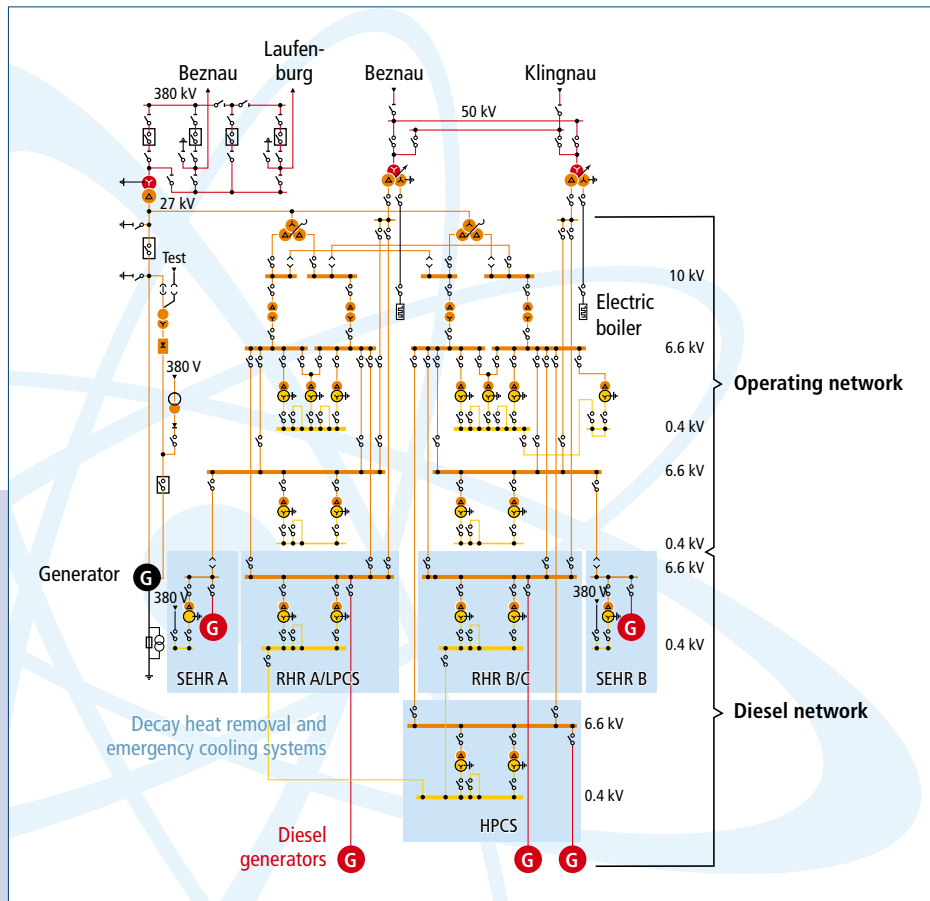 Laufen-
burg
Beznau
Beznau
Klingnau
380 kV
50 kV
27 kV
Test
10 kV
Electric
boiler
6.6 kV
380 V
Operating network
0.4 kV
6.6 kV
0.4 kV
6.6 kV
Generator
G
380 V
G
380 V
G
0.4 kV
SEHR A
RHR A/LPCS
RHR B/C
SEHR B
Diesel network
Decay heat removal and
emergency cooling systems
6.6 kV
0.4 kV
HPCS
Diesel
generators
G
G
G